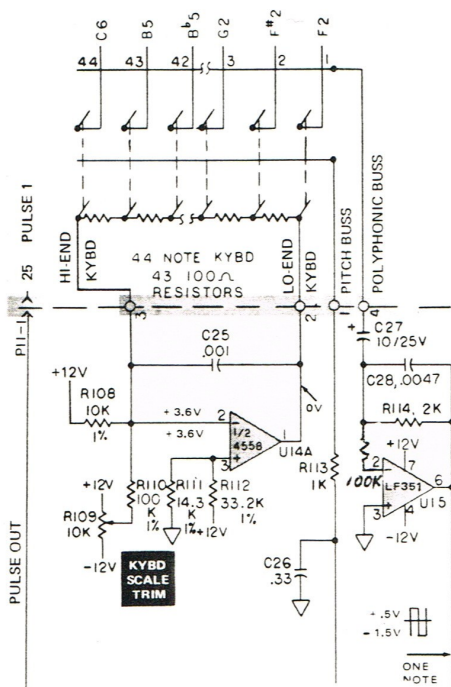 C6
B5
B♭5
G2
F#2
F2
44
43
42
3
2
1
25 PULSE 1
P11-1
HI-END
KYBD
44 NOTE KYBD
43 100Ω
RESISTORS
LO-END
KYBD
PITCH BUSS
POLYPHONIC BUSS
3
2
1
4
C25
.001
C27
10/25V
C28,.0047
+
+12V
R108
10K
1%
+3.6V
+3.6V
2
3
−
+
1/2
4558
1
U14A
0V
R114, 2K
+12V
100K
2
3
−
+
7
LF351
6
4
U15
-12V
R113
1K
R110
100
K
1%
R111
14.3
K
1%
R112
33.2K
1%
+12V
+12V
R109
10K
-12V
KYBD
SCALE
TRIM
C26
.33
+.5V
-1.5V
ONE
NOTE
PULSE OUT